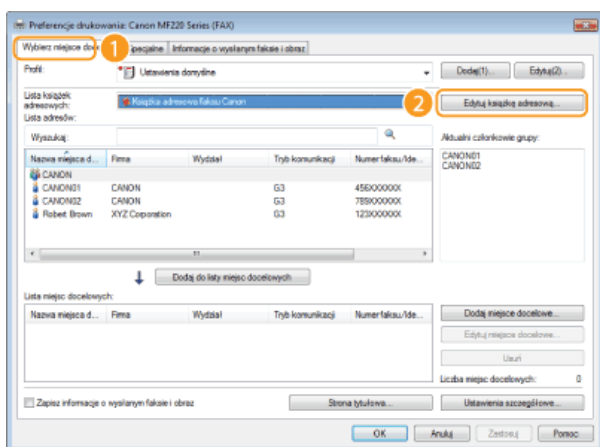 Preferencje drukowania: Canon MF220 Series (FAX)
Wybierz miejsce doce 1 Specjalne Informacje o wysłanym faksie i obraz
Profil: Ustawienia domyślne Dodaj(1)... Edytuj(2)...
Lista książek adresowych: Książka adresowa faksu Canon 2 Edytuj książkę adresową...
Lista adresów:
Wyszukaj: Aktualni członkowie grupy:
Nazwa miejsca d... Firma Wydział Tryb komunikacji Numer faksu/Ide... CANON01
CANON CANON02
CANON01 CANON G3 456XXXXXXX
CANON02 CANON G3 789XXXXXXX
Robert Brown XYZ Corporation G3 123XXXXXXX
Dodaj do listy miejsc docelowych
Lista miejsc docelowych:
Nazwa miejsca d... Firma Wydział Tryb komunikacji Numer faksu/Ide... Dodaj miejsce docelowe...
Edytuj miejsce docelowe...
Usuń
Liczba miejsc docelowych: 0
Zapisz informacje o wysłanym faksie i obraz Strona tytułowa... Ustawienia szczegółowe...
OK Anuluj Zastosuj Pomoc